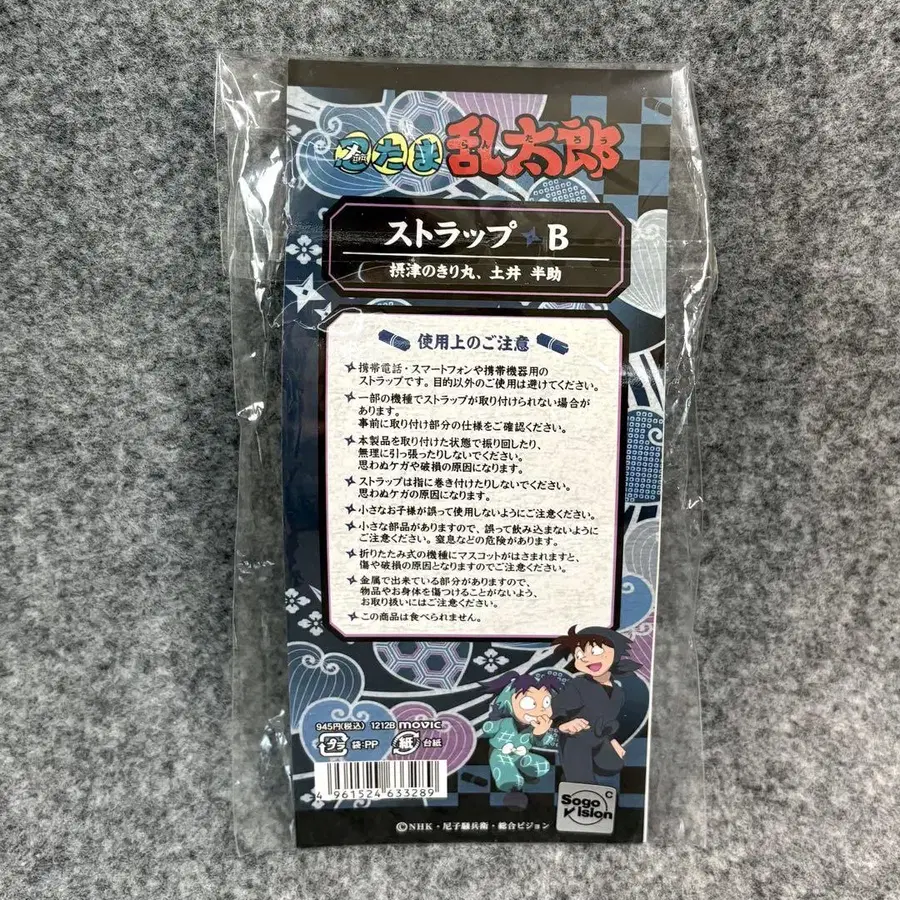 忍たま乱太郎
ストラップ B
摂津のきり丸、土井 半助
使用上のご注意
携帯電話・スマートフォンや携帯機器用の
ストラップです。目的以外のご使用は避けてください。
一部の機種でストラップが取り付けられない場合が
あります。
事前に取り付け部分の仕様をご確認ください。
本製品を取り付けた状態で振り回したり、
無理に引っ張ったりしないでください。
思わぬケガや破損の原因になります。
ストラップは指に巻き付けたりしないでください。
思わぬケガの原因になります。
小さなお子様が誤って使用しないようにご注意ください。
小さな部品がありますので、誤って飲み込まないように
ご注意ください。窒息などの危険があります。
折りたたみ式の機種にマスコットがはさまれますと、
傷や破損の原因となりますのでご注意ください。
金属で出来ている部分がありますので、
物品やお身体を傷つけることがないよう、
お取り扱いにはご注意ください。
この商品は食べられません。
945円(税込) 1212B movic
プラ 袋:PP 紙 台紙
4 961524 633289
Sogo Vision C
©NHK・尼子騒兵衛・総合ビジョン